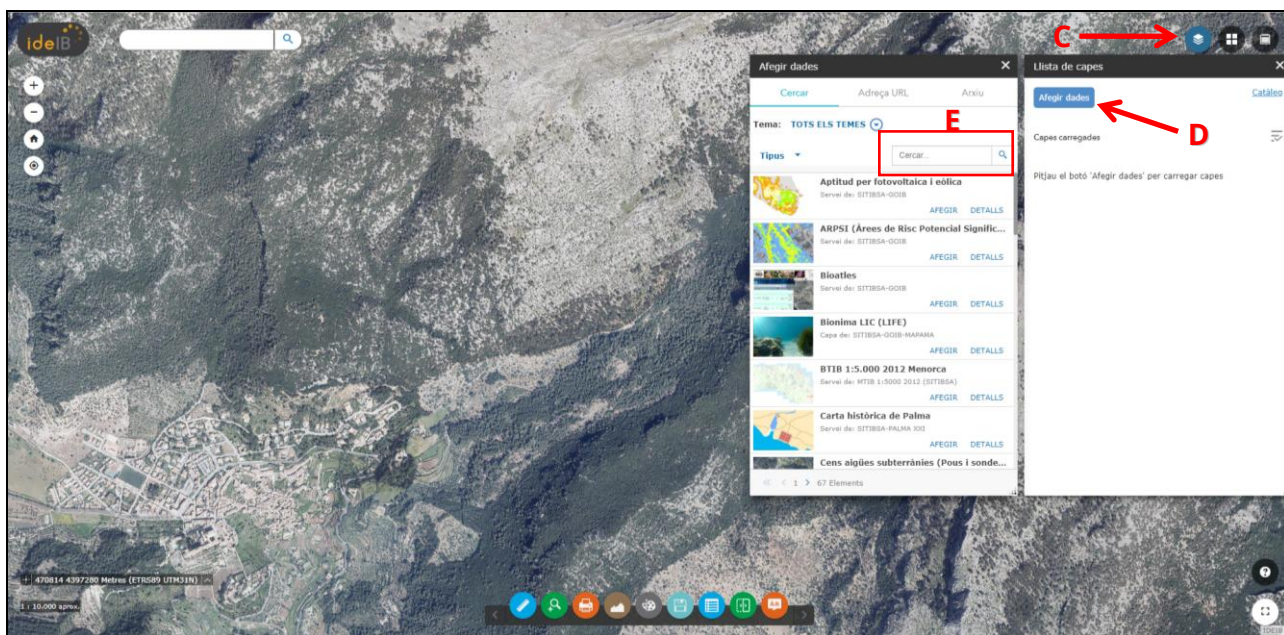 ideIB
C
Afegir dades
Llista de capes
Cercar Adreça URL Arxiu
Afegir dades
Catàleg
Tema: TOTS ELS TEMES
E
D
Capes carregades
Tipus
Cercar...
Pitjau el botó 'Afegir dades' per carregar capes
Aptitud per fotovoltaica i eòlica
Servei de: SITIBSA-GOIB
AFEGIR DETALLS
ARPSI (Àrees de Risc Potencial Signific...
Servei de: SITIBSA-GOIB
AFEGIR DETALLS
Bioatles
Servei de: SITIBSA-GOIB
AFEGIR DETALLS
Bionima LIC (LIFE)
Capa de: SITIBSA-GOIB-MAPAMA
AFEGIR DETALLS
BTIB 1:5.000 2012 Menorca
Servei de: MTIB 1:5000 2012 (SITIBSA)
AFEGIR DETALLS
Carta històrica de Palma
Servei de: SITIBSA-PALMA XXI
AFEGIR DETALLS
Cens aigües subterrànies (Pous i sonde...
1 67 Elements
470814 4397280 Metres (ETRS89 UTM31N)
1 : 10.000 aprox.